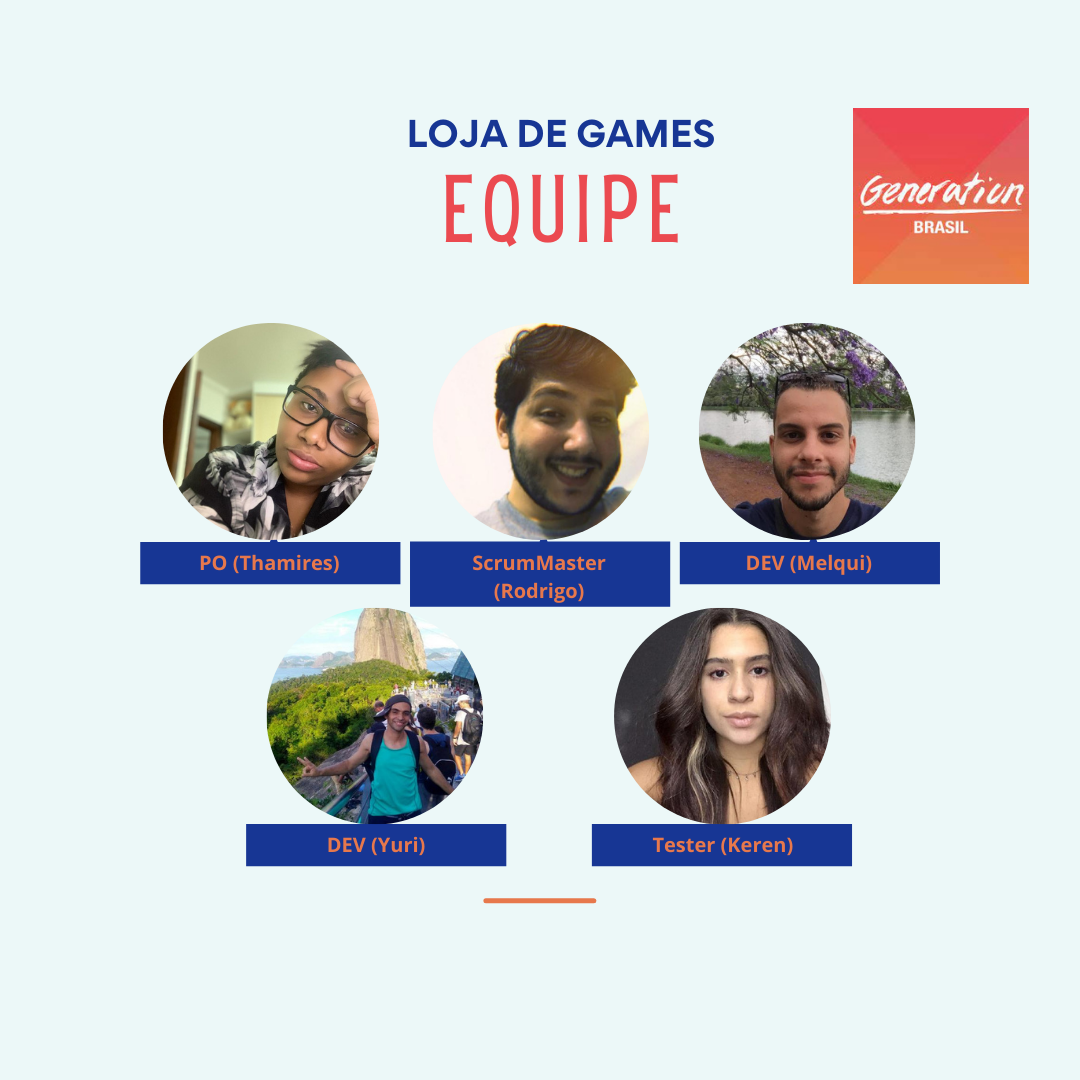 LOJA DE GAMES
EQUIPE
Generation
BRASIL
PO (Thamires)
ScrumMaster
(Rodrigo)
DEV (Melqui)
DEV (Yuri)
Tester (Keren)